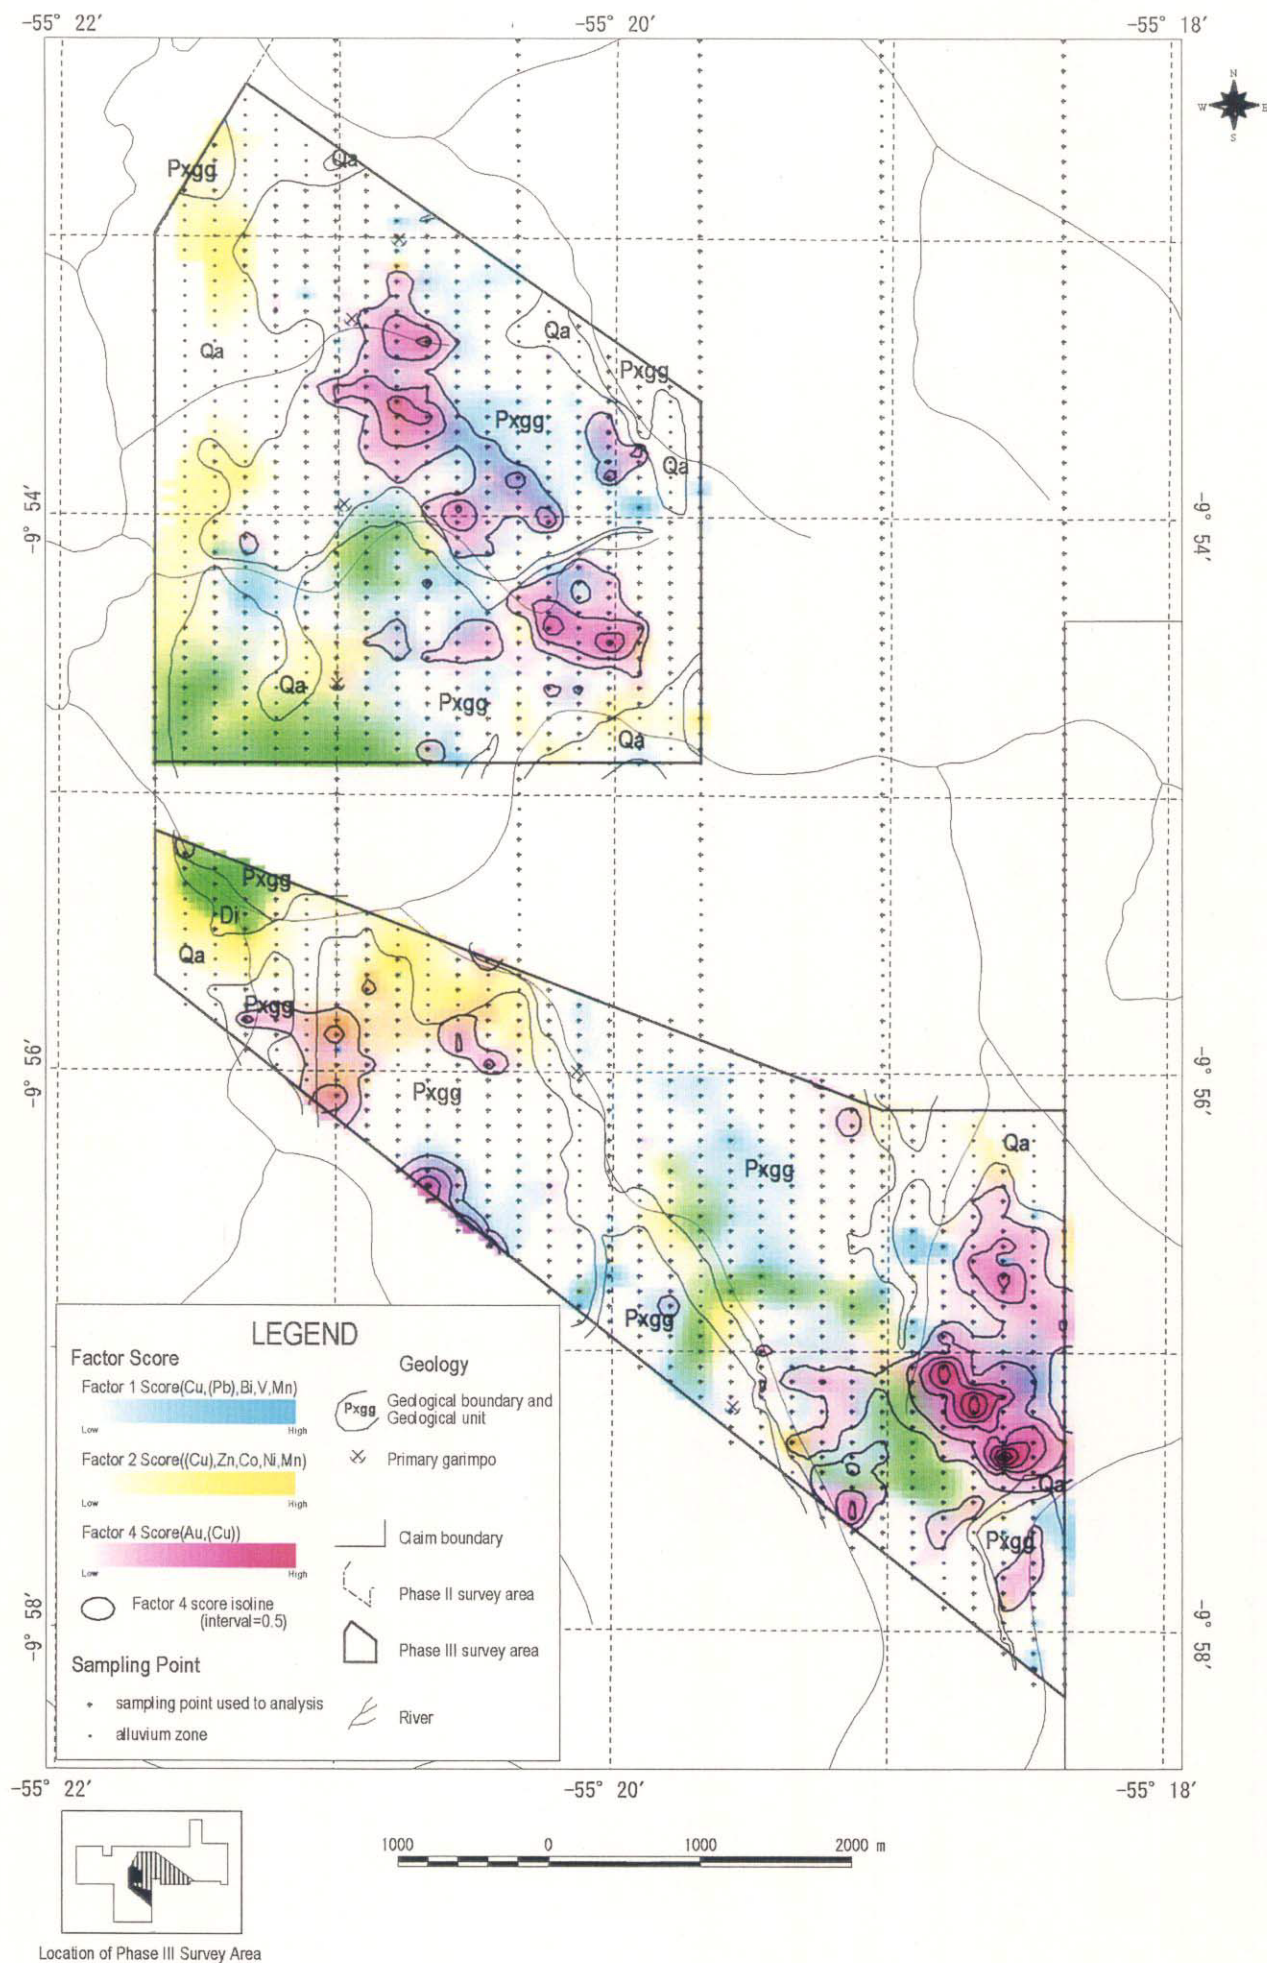 -55° 22′
-55° 20′
-55° 18′
N
W
E
S
Pxgg
Qa
Qa
Qa
Pxgg
Pxgg
Qa
-9° 54′
-9° 54′
Qa
Pxgg
Qa
Pxgg
Di
Qa
Pxgg
-9° 56′
-9° 56′
Pxgg
Qa
Pxgg
Pxgg
Qa
Pxgg
LEGEND
Factor Score
Factor 1 Score(Cu,(Pb),Bi,V,Mn)
Low
High
Factor 2 Score((Cu),Zn,Co,Ni,Mn)
Low
High
Factor 4 Score(Au,(Cu))
Low
High
Factor 4 score isoline
(interval=0.5)
Sampling Point
sampling point used to analysis
alluvium zone
Geology
Pxgg
Geological boundary and
Geological unit
Primary garimpo
Claim boundary
Phase II survey area
Phase III survey area
River
-9° 58′
-9° 58′
-55° 22′
-55° 20′
-55° 18′
1000
0
1000
2000 m
Location of Phase III Survey Area